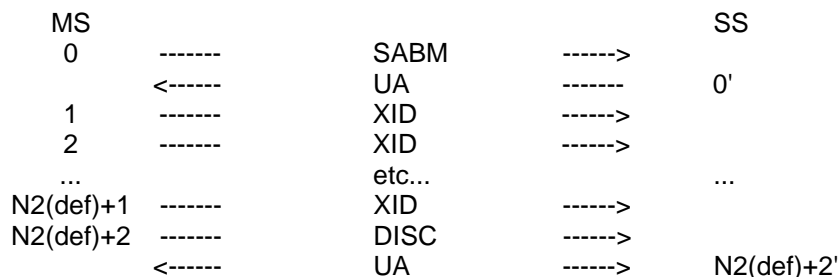 MS SS
0 ------- SABM ------>
<------ UA ------- 0'
1 ------- XID ------>
2 ------- XID ------>
... etc... ...
N2(def)+1 ------- XID ------>
N2(def)+2 ------- DISC ------>
<------ UA ------> N2(def)+2'